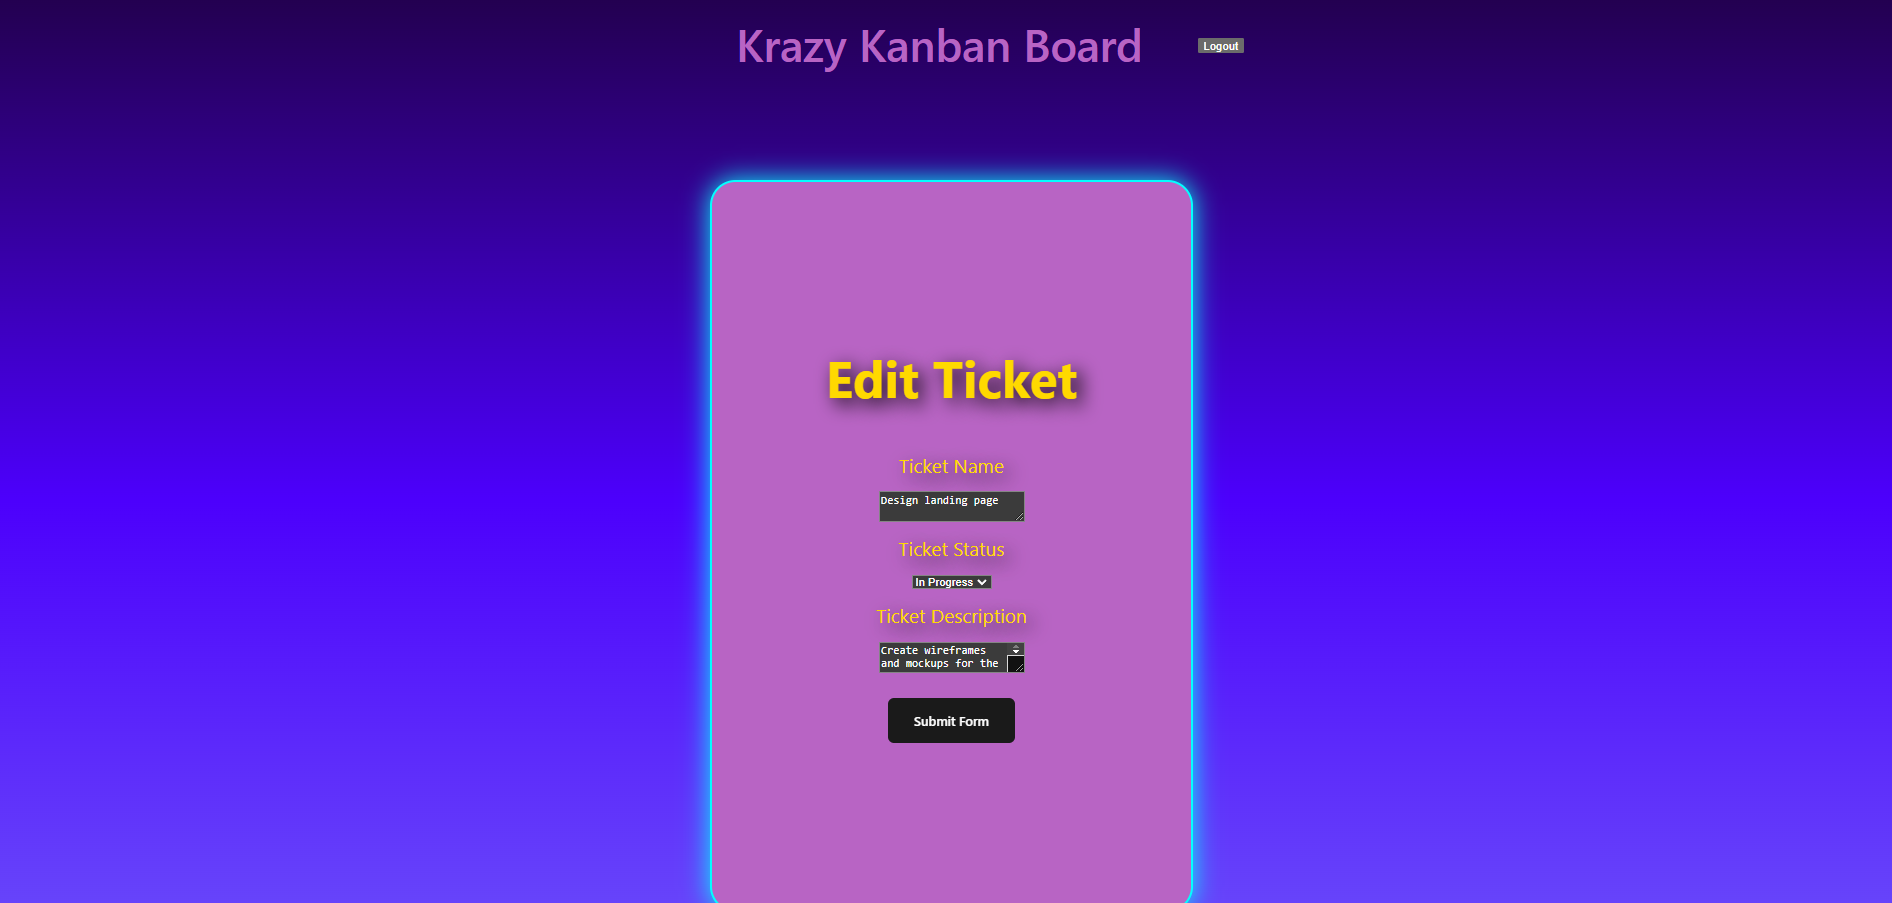 Krazy Kanban Board
Logout
Edit Ticket
Ticket Name
Design landing page
Ticket Status
In Progress
Ticket Description
Create wireframes
and mockups for the
Submit Form